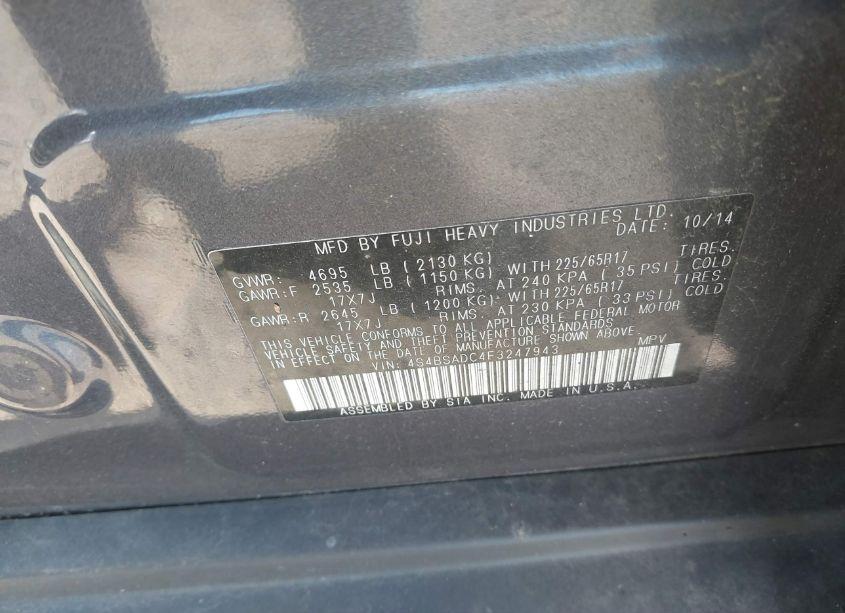 MFD BY FUJI HEAVY INDUSTRIES LTD.
DATE: 10/14
GVWR: 4695 LB ( 2130 KG)
GAWR:F 2535 LB ( 1150 KG) WITH 225/65R17 TIRES.
17X7J RIMS. AT 240 KPA ( 35 PSI) COLD
GAWR:R 2645 LB ( 1200 KG) WITH 225/65R17 TIRES.
17X7J RIMS. AT 230 KPA ( 33 PSI) COLD
THIS VEHICLE CONFORMS TO ALL APPLICABLE FEDERAL MOTOR
VEHICLE SAFETY AND THEFT PREVENTION STANDARDS
IN EFFECT ON THE DATE OF MANUFACTURE SHOWN ABOVE.
VIN: 4S4BSADC4F3247943 MPV
ASSEMBLED BY SIA INC. MADE IN U.S.A.